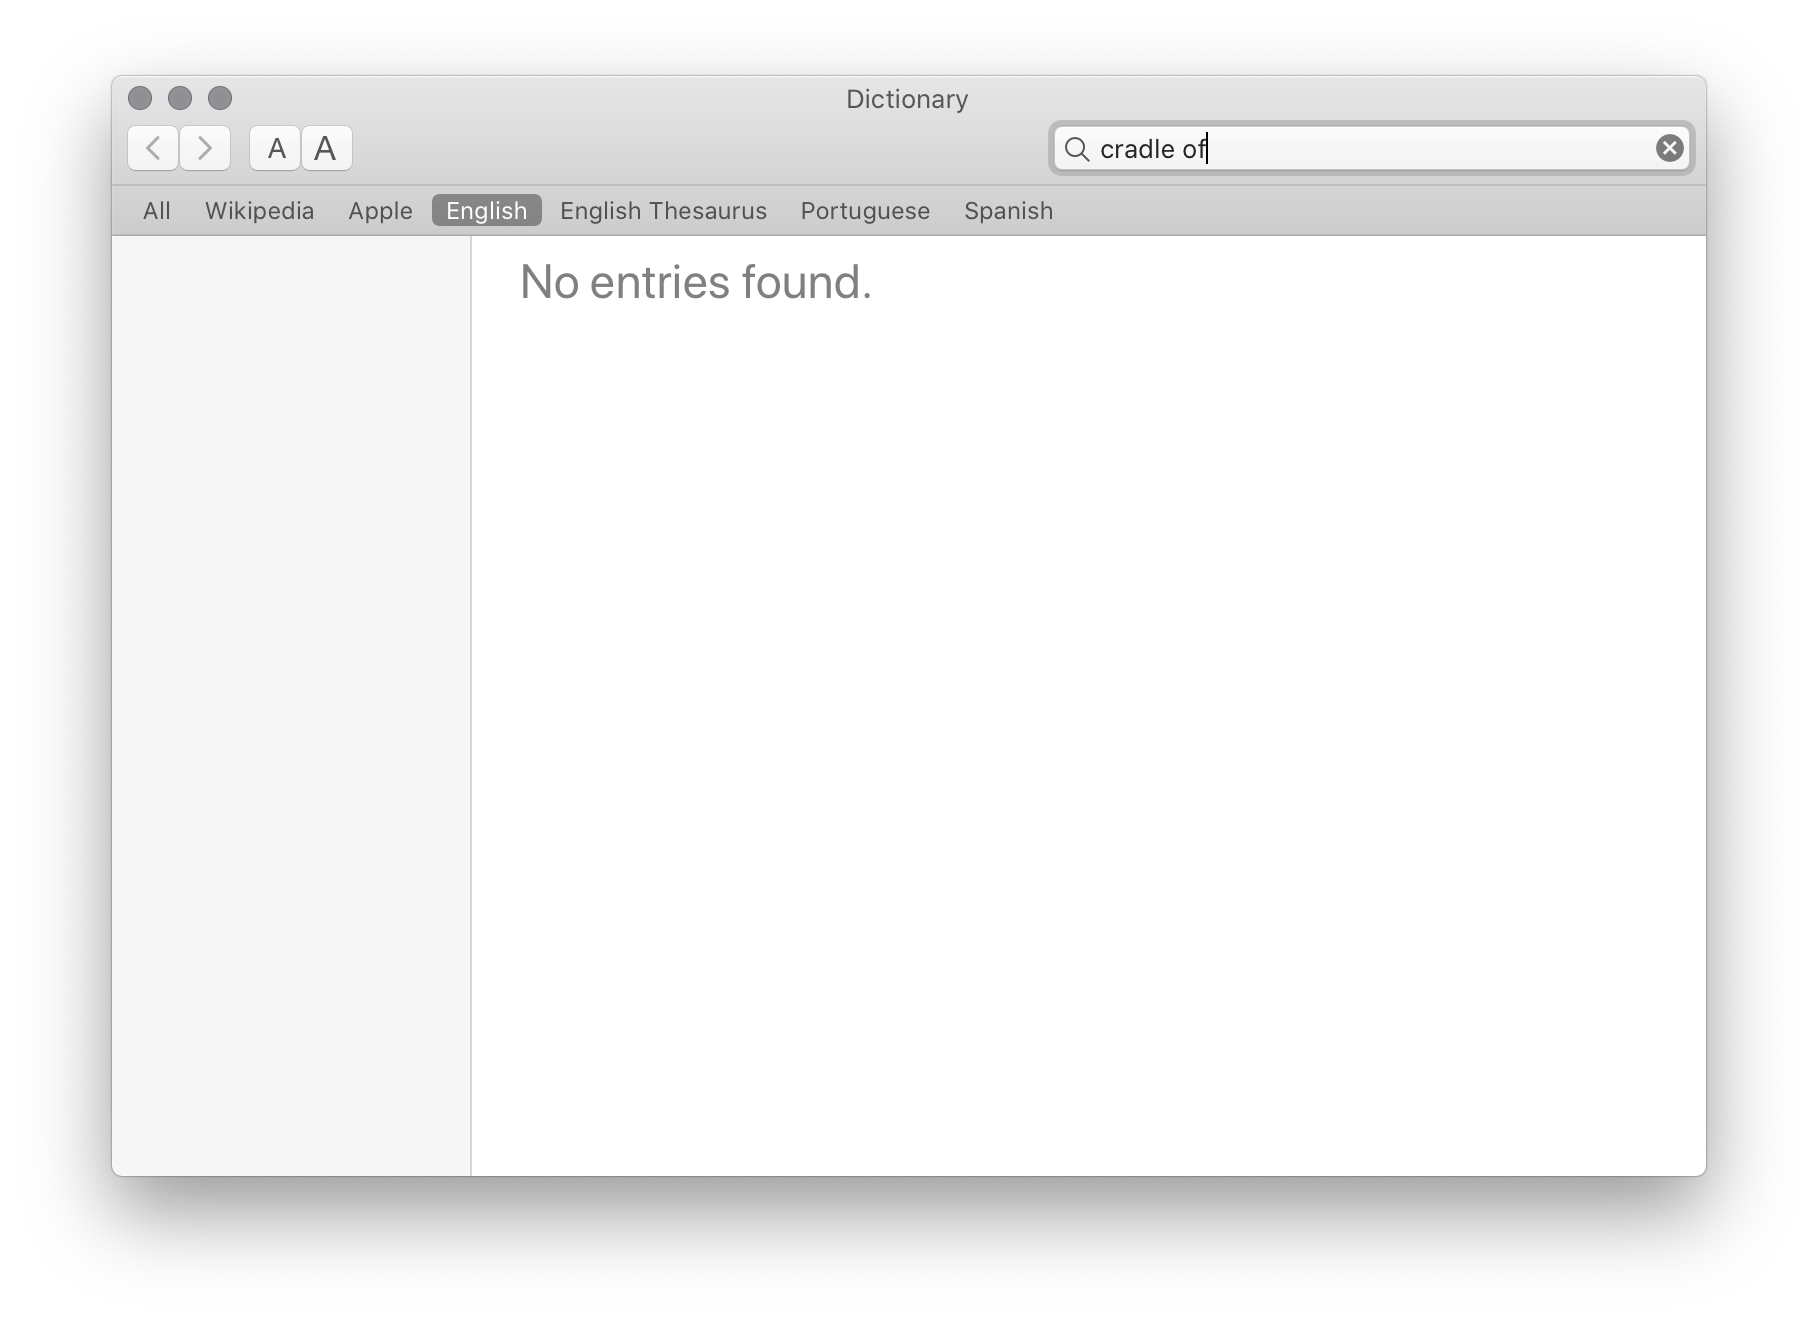 Dictionary
A A
cradle of
All Wikipedia Apple English English Thesaurus Portuguese Spanish
No entries found.